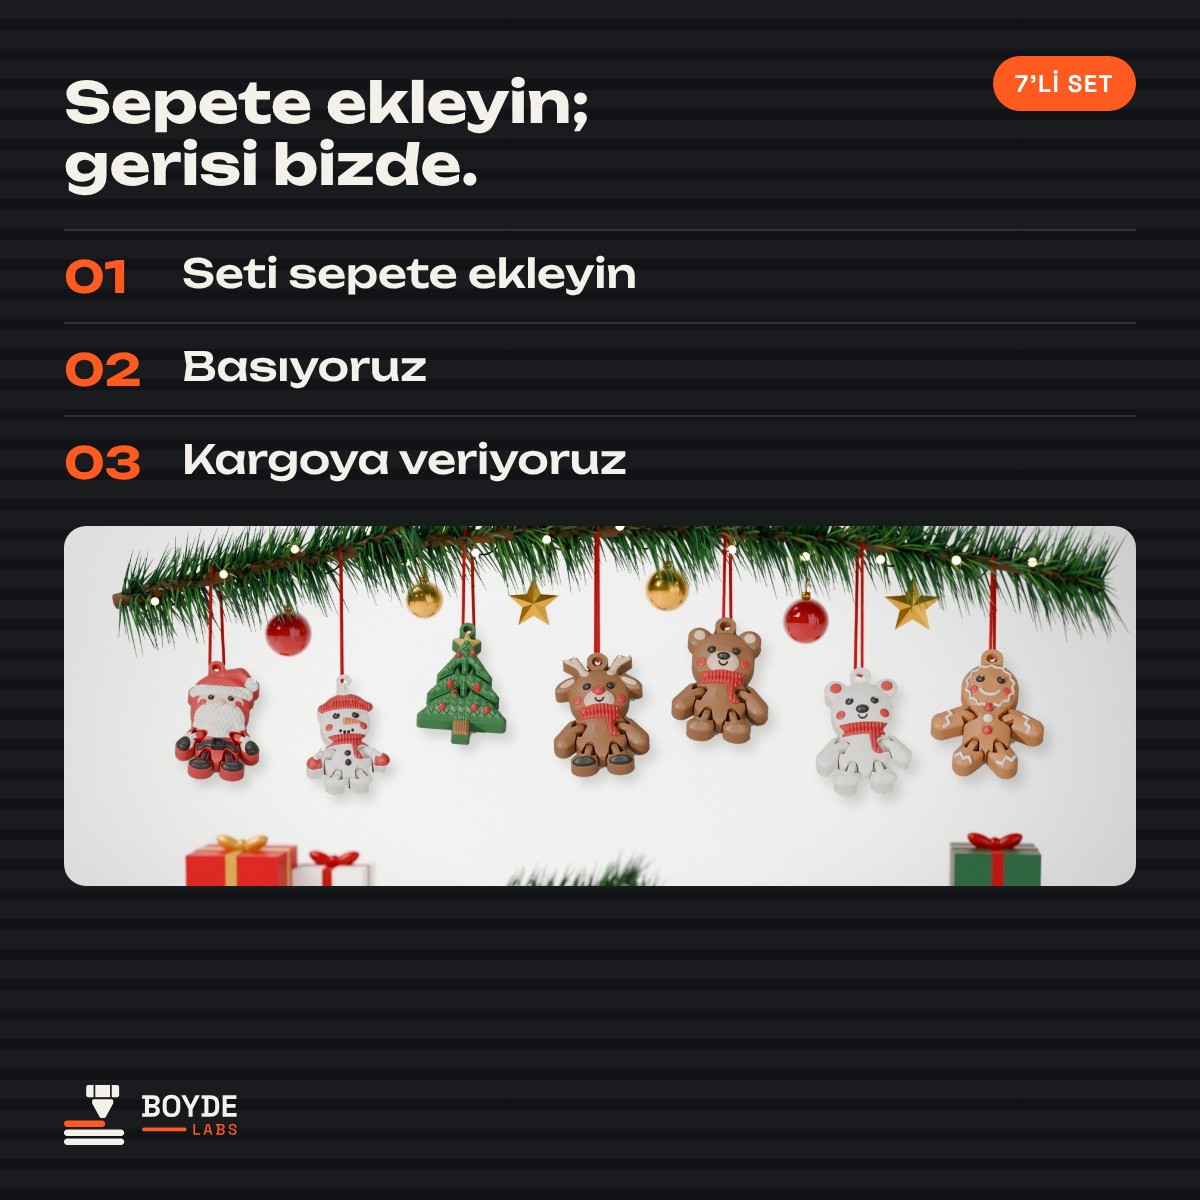 Sepete ekleyin;
gerisi bizde.
7’Lİ SET
01 Seti sepete ekleyin
02 Basıyoruz
03 Kargoya veriyoruz
BOYDE
LABS